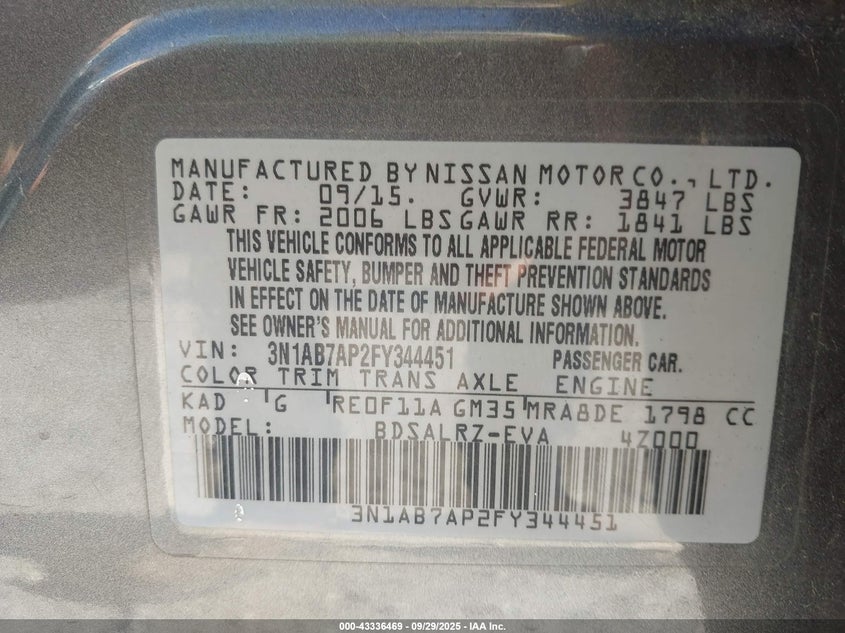 MANUFACTURED BY NISSAN MOTOR CO., LTD.
DATE: 09/15. GVWR: 3847 LBS
GAWR FR: 2006 LBS GAWR RR: 1841 LBS
THIS VEHICLE CONFORMS TO ALL APPLICABLE FEDERAL MOTOR
VEHICLE SAFETY, BUMPER AND THEFT PREVENTION STANDARDS
IN EFFECT ON THE DATE OF MANUFACTURE SHOWN ABOVE.
SEE OWNER'S MANUAL FOR ADDITIONAL INFORMATION.
VIN: 3N1AB7AP2FY344451 PASSENGER CAR.
COLOR TRIM TRANS AXLE ENGINE
KAD G RE0F11A GM35 MRA8DE 1798 CC
MODEL: BDSALRZ-EVA 4Z000
3N1AB7AP2FY344451
000-43336469 - 09/29/2025 - IAA Inc.